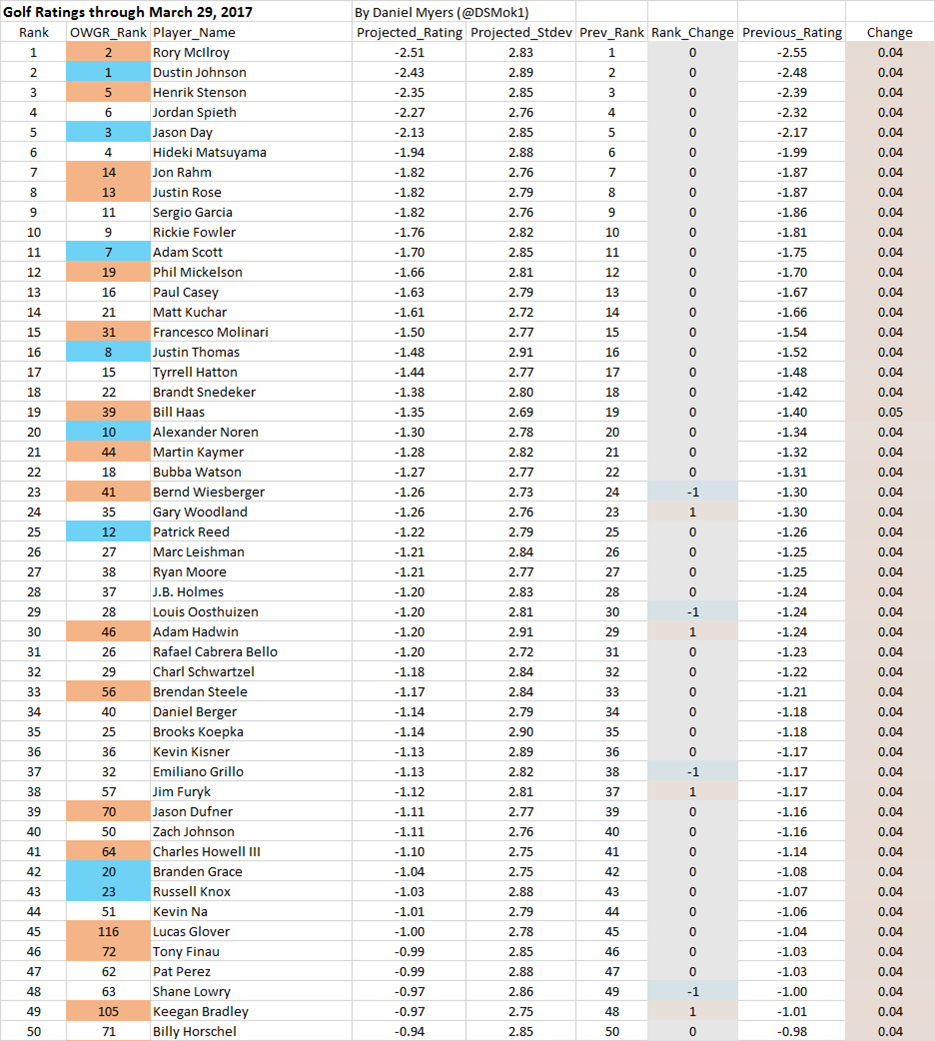 Golf Ratings through March 29, 2017 By Daniel Myers (@DSMok1)
Rank OWGR_Rank Player_Name Projected_Rating Projected_Stdev Prev_Rank Rank_Change Previous_Rating Change
1 2 Rory McIlroy -2.51 2.83 1 0 -2.55 0.04
2 1 Dustin Johnson -2.43 2.89 2 0 -2.48 0.04
3 5 Henrik Stenson -2.35 2.85 3 0 -2.39 0.04
4 6 Jordan Spieth -2.27 2.76 4 0 -2.32 0.04
5 3 Jason Day -2.13 2.85 5 0 -2.17 0.04
6 4 Hideki Matsuyama -1.94 2.88 6 0 -1.99 0.04
7 14 Jon Rahm -1.82 2.76 7 0 -1.87 0.04
8 13 Justin Rose -1.82 2.79 8 0 -1.87 0.04
9 11 Sergio Garcia -1.82 2.76 9 0 -1.86 0.04
10 9 Rickie Fowler -1.76 2.82 10 0 -1.81 0.04
11 7 Adam Scott -1.70 2.85 11 0 -1.75 0.04
12 19 Phil Mickelson -1.66 2.81 12 0 -1.70 0.04
13 16 Paul Casey -1.63 2.79 13 0 -1.67 0.04
14 21 Matt Kuchar -1.61 2.72 14 0 -1.66 0.04
15 31 Francesco Molinari -1.50 2.77 15 0 -1.54 0.04
16 8 Justin Thomas -1.48 2.91 16 0 -1.52 0.04
17 15 Tyrrell Hatton -1.44 2.77 17 0 -1.48 0.04
18 22 Brandt Snedeker -1.38 2.80 18 0 -1.42 0.04
19 39 Bill Haas -1.35 2.69 19 0 -1.40 0.05
20 10 Alexander Noren -1.30 2.78 20 0 -1.34 0.04
21 44 Martin Kaymer -1.28 2.82 21 0 -1.32 0.04
22 18 Bubba Watson -1.27 2.77 22 0 -1.31 0.04
23 41 Bernd Wiesberger -1.26 2.73 24 -1 -1.30 0.04
24 35 Gary Woodland -1.26 2.76 23 1 -1.30 0.04
25 12 Patrick Reed -1.22 2.79 25 0 -1.26 0.04
26 27 Marc Leishman -1.21 2.84 26 0 -1.25 0.04
27 38 Ryan Moore -1.21 2.77 27 0 -1.25 0.04
28 37 J.B. Holmes -1.20 2.83 28 0 -1.24 0.04
29 28 Louis Oosthuizen -1.20 2.81 30 -1 -1.24 0.04
30 46 Adam Hadwin -1.20 2.91 29 1 -1.24 0.04
31 26 Rafael Cabrera Bello -1.20 2.72 31 0 -1.23 0.04
32 29 Charl Schwartzel -1.18 2.84 32 0 -1.22 0.04
33 56 Brendan Steele -1.17 2.84 33 0 -1.21 0.04
34 40 Daniel Berger -1.14 2.79 34 0 -1.18 0.04
35 25 Brooks Koepka -1.14 2.90 35 0 -1.18 0.04
36 36 Kevin Kisner -1.13 2.89 36 0 -1.17 0.04
37 32 Emiliano Grillo -1.13 2.82 38 -1 -1.17 0.04
38 57 Jim Furyk -1.12 2.81 37 1 -1.17 0.04
39 70 Jason Dufner -1.11 2.77 39 0 -1.16 0.04
40 50 Zach Johnson -1.11 2.76 40 0 -1.16 0.04
41 64 Charles Howell III -1.10 2.75 41 0 -1.14 0.04
42 20 Branden Grace -1.04 2.75 42 0 -1.08 0.04
43 23 Russell Knox -1.03 2.88 43 0 -1.07 0.04
44 51 Kevin Na -1.01 2.79 44 0 -1.06 0.04
45 116 Lucas Glover -1.00 2.78 45 0 -1.04 0.04
46 72 Tony Finau -0.99 2.85 46 0 -1.03 0.04
47 62 Pat Perez -0.99 2.88 47 0 -1.03 0.04
48 63 Shane Lowry -0.97 2.86 49 -1 -1.00 0.04
49 105 Keegan Bradley -0.97 2.75 48 1 -1.01 0.04
50 71 Billy Horschel -0.94 2.85 50 0 -0.98 0.04